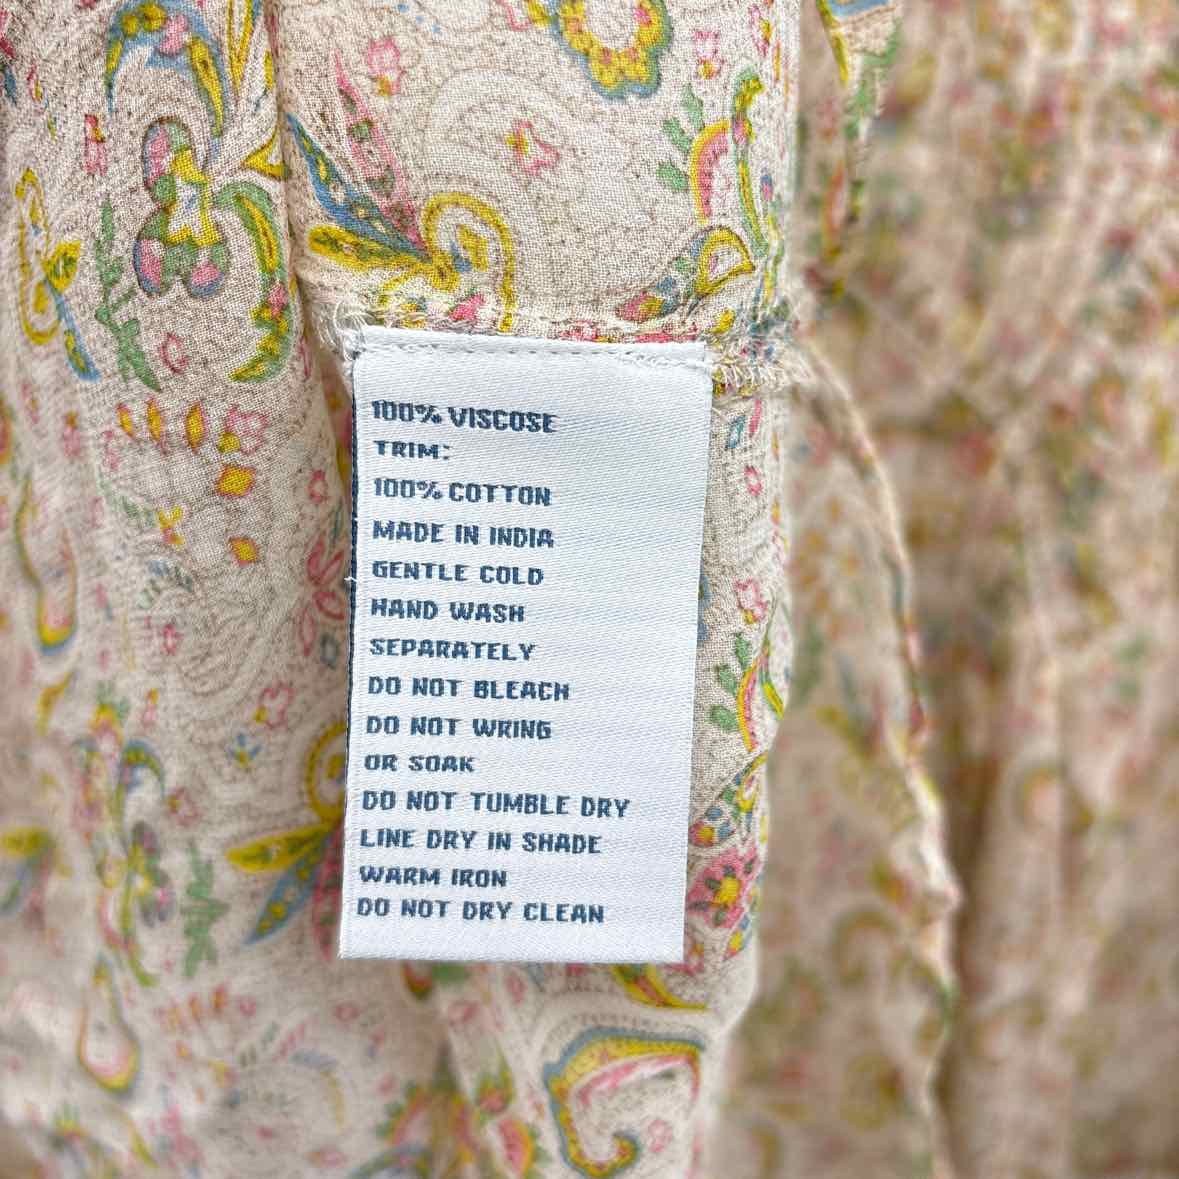 100% VISCOSE
TRIM:
100% COTTON
MADE IN INDIA
GENTLE COLD
HAND WASH
SEPARATELY
DO NOT BLEACH
DO NOT WRING
OR SOAK
DO NOT TUMBLE DRY
LINE DRY IN SHADE
WARM IRON
DO NOT DRY CLEAN